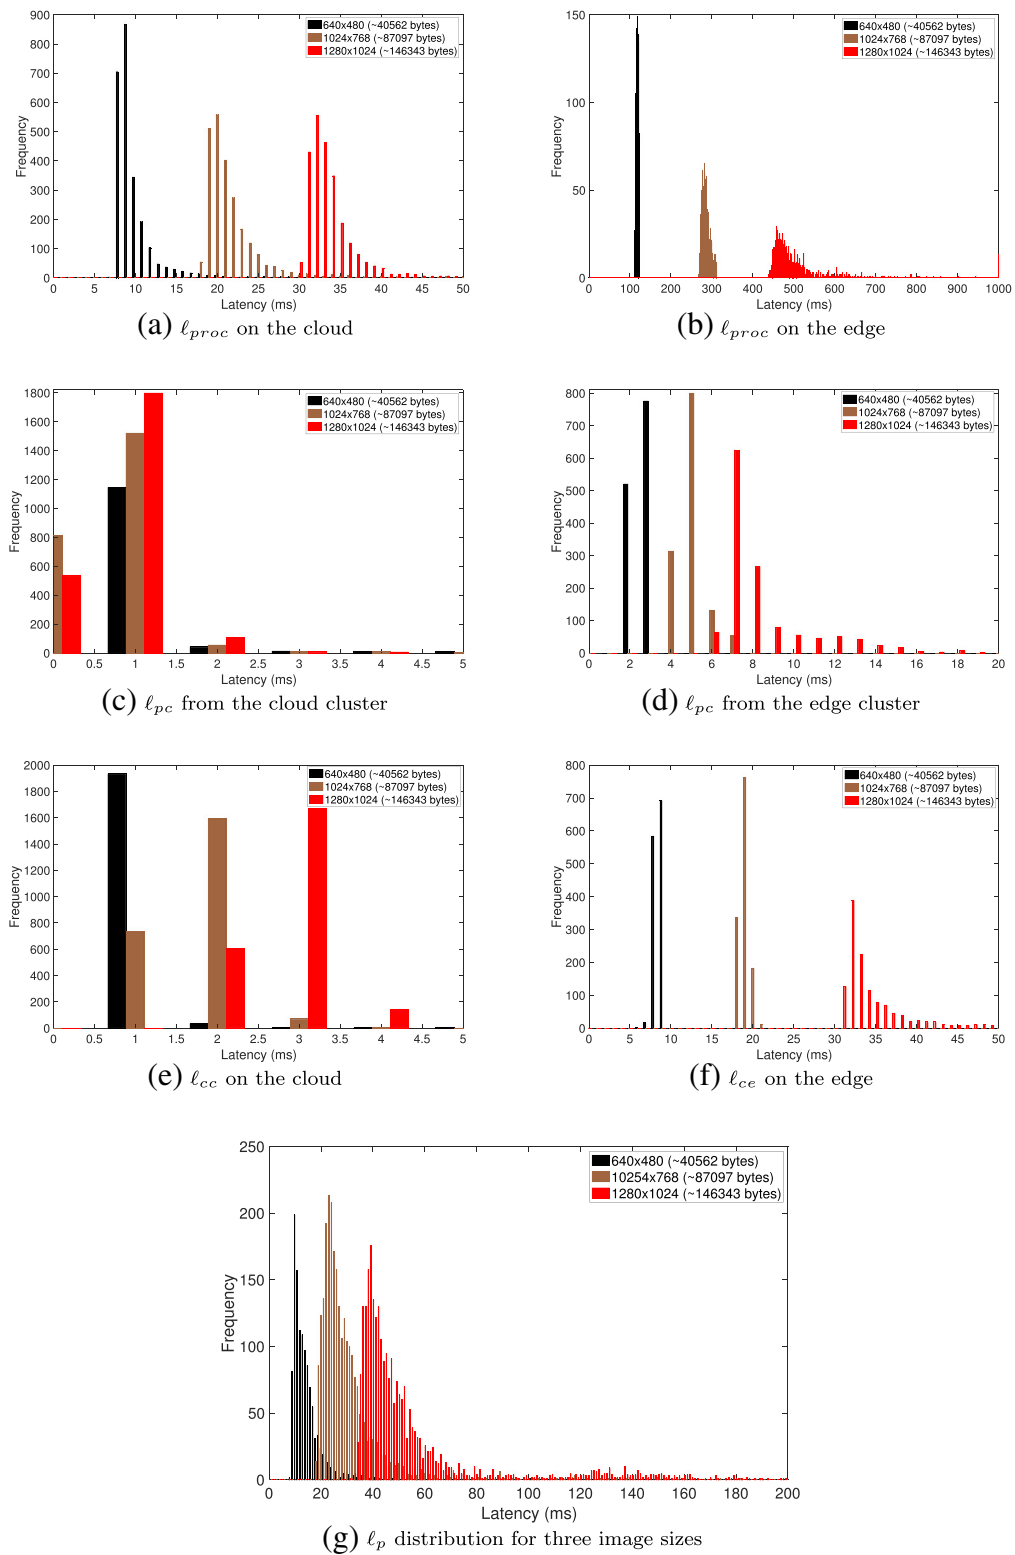 900
800
700
600
500
400
300
200
100
0
Frequency
640x480 (~40562 bytes)
1024x768 (~87097 bytes)
1280x1024 (~146343 bytes)
0 5 10 15 20 25 30 35 40 45 50
Latency (ms)
(a) ℓproc on the cloud
150
100
50
0
Frequency
640x480 (~40562 bytes)
1024x768 (~87097 bytes)
1280x1024 (~146343 bytes)
0 100 200 300 400 500 600 700 800 900 1000
Latency (ms)
(b) ℓproc on the edge
1800
1600
1400
1200
1000
800
600
400
200
0
Frequency
640x480 (~40562 bytes)
1024x768 (~87097 bytes)
1280x1024 (~146343 bytes)
0 0.5 1 1.5 2 2.5 3 3.5 4 4.5 5
Latency (ms)
(c) ℓpc from the cloud cluster
800
700
600
500
400
300
200
100
0
Frequency
640x480 (~40562 bytes)
1024x768 (~87097 bytes)
1280x1024 (~146343 bytes)
0 2 4 6 8 10 12 14 16 18 20
Latency (ms)
(d) ℓpc from the edge cluster
2000
1800
1600
1400
1200
1000
800
600
400
200
0
Frequency
640x480 (~40562 bytes)
1024x768 (~87097 bytes)
1280x1024 (~146343 bytes)
0 0.5 1 1.5 2 2.5 3 3.5 4 4.5 5
Latency (ms)
(e) ℓcc on the cloud
800
700
600
500
400
300
200
100
0
Frequency
640x480 (~40562 bytes)
1024x768 (~87097 bytes)
1280x1024 (~146343 bytes)
0 5 10 15 20 25 30 35 40 45 50
Latency (ms)
(f) ℓce on the edge
250
200
150
100
50
0
Frequency
640x480 (~40562 bytes)
10254x768 (~87097 bytes)
1280x1024 (~146343 bytes)
0 20 40 60 80 100 120 140 160 180 200
Latency (ms)
(g) ℓp distribution for three image sizes